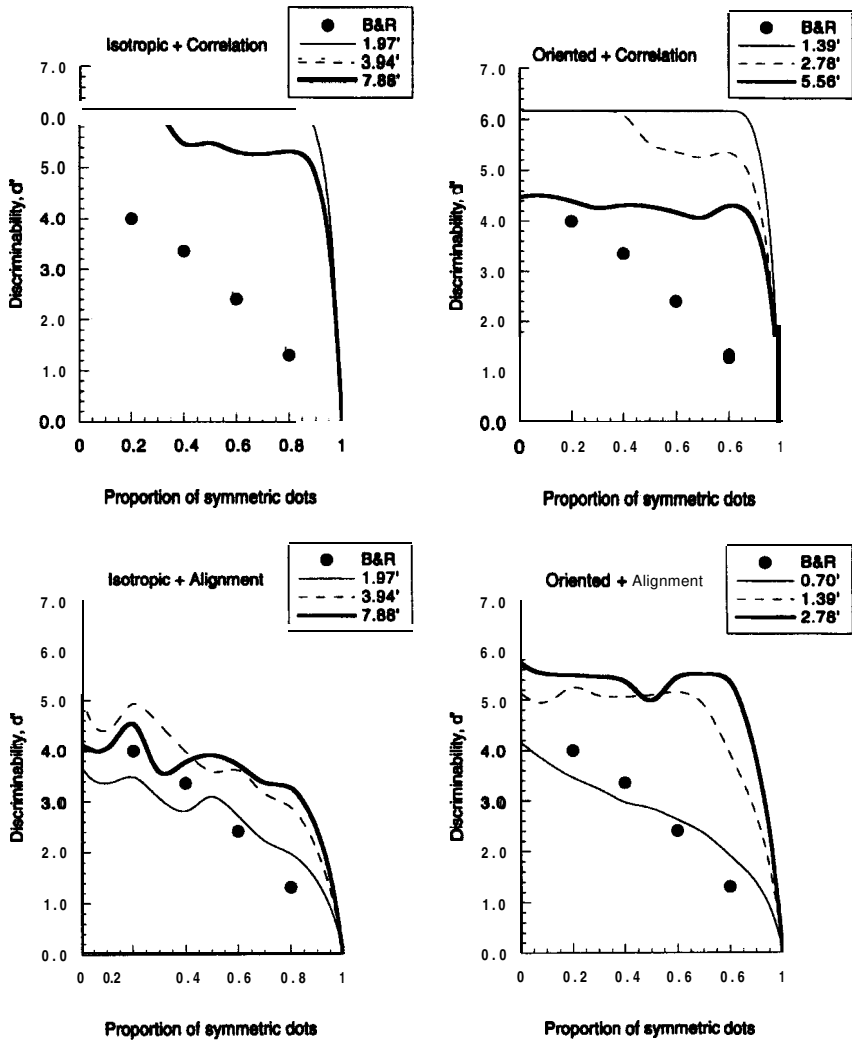 Isotropic + Correlation
B&R
1.97'
3.94'
7.88'
7.0
0.0
4.0
3.0
2.0
1.0
0.0
Discriminability, d'
0 0.2 0.4 0.6 0.8 1
Proportion of symmetric dots
Oriented + Correlation
B&R
1.39'
2.78'
5.56'
7.0
6.0
5.0
4.0
3.0
2.0
1.0
0.0
Discriminability, d'
0 0.2 0.4 0.6 0.6 1
Proportion of symmetric dots
Isotropic + Alignment
B&R
1.97'
3.94'
7.88'
7.0
6.0
5.0
4.0
3.0
2.0
1.0
0.0
Discriminability, d'
0 0.2 0.4 0.6 0.8 1
Proportion of symmetric dots
Oriented + Alignment
B&R
0.70'
1.39'
2.78'
7.0
6.0
5.0
4.0
3.0
2.0
1.0
0.0
Discriminability, d'
0 0.2 0.4 0.6 0.6 1
Proportion of symmetric dots